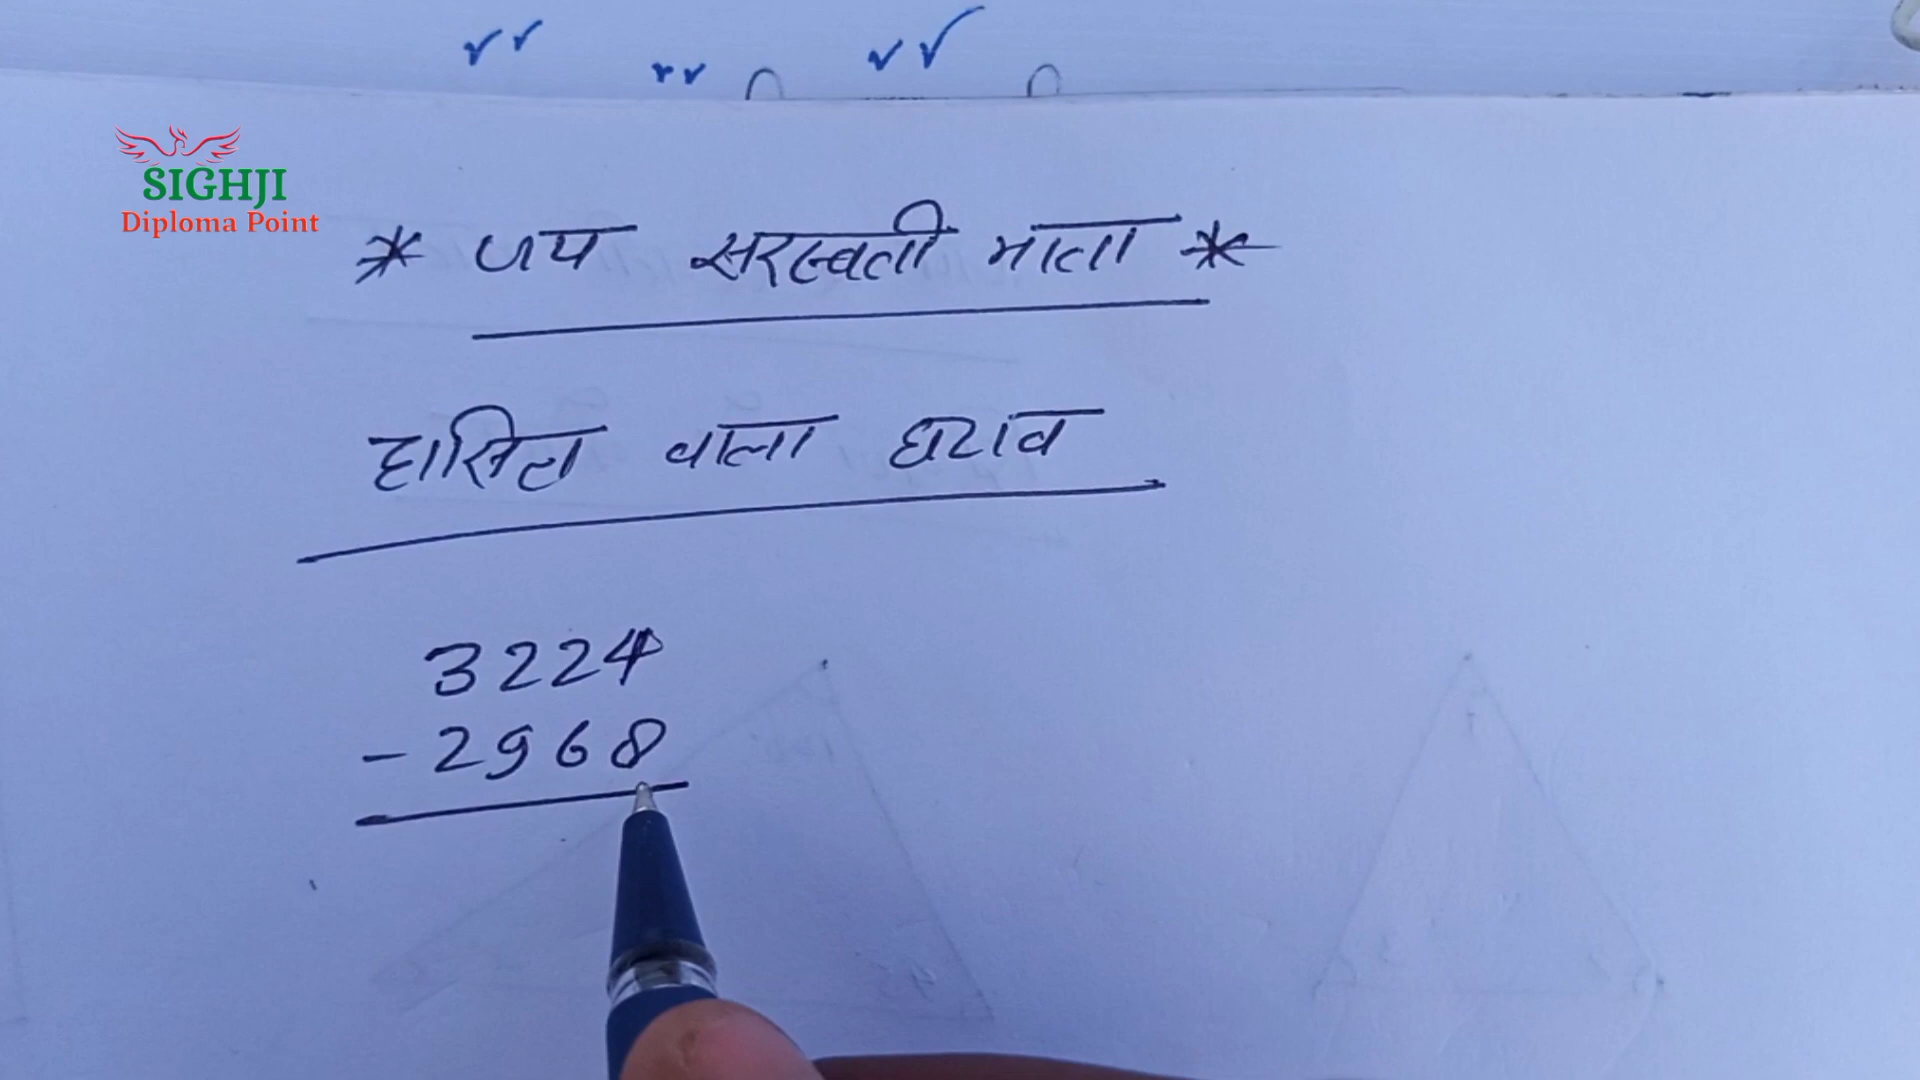 SIGHJI
Diploma Point
* जय सरस्वती माता *
हासिल वाला घटाव
3224
- 2968